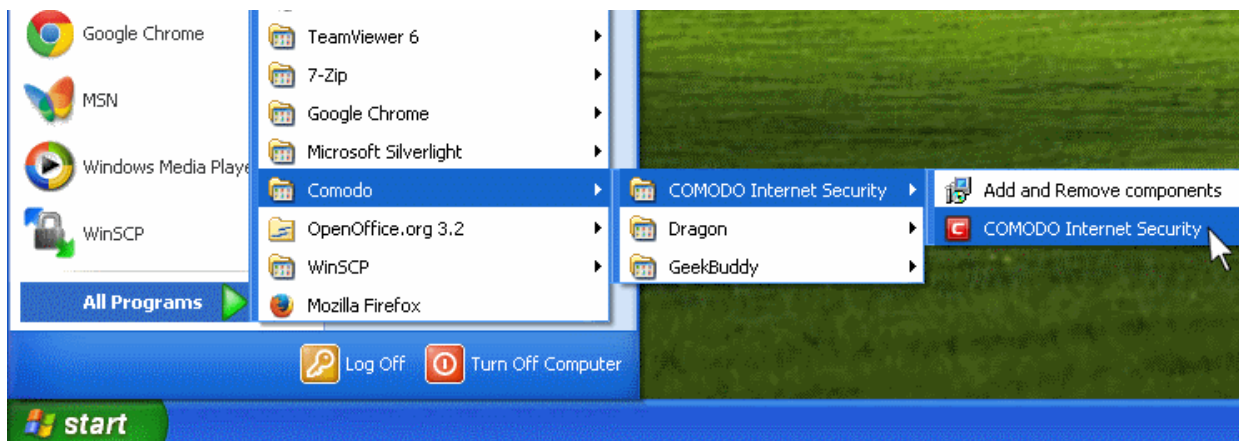 Google Chrome
MSN
Windows Media Playe
WinSCP
All Programs
TeamViewer 6
7-Zip
Google Chrome
Microsoft Silverlight
Comodo
OpenOffice.org 3.2
WinSCP
Mozilla Firefox
COMODO Internet Security
Dragon
GeekBuddy
Add and Remove components
COMODO Internet Security
Log Off
Turn Off Computer
start